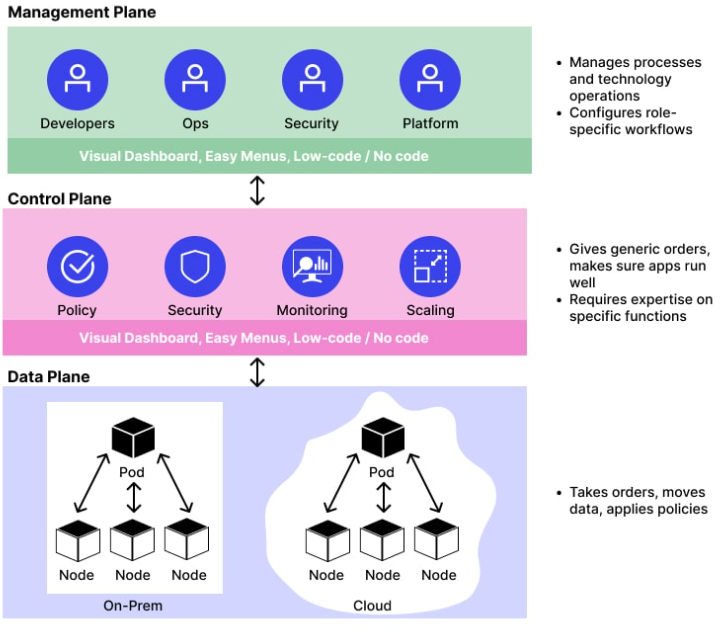 Management Plane
Developers
Ops
Security
Platform
Visual Dashboard, Easy Menus, Low-code / No code
• Manages processes
and technology
operations
• Configures role-
specific workflows
Control Plane
Policy
Security
Monitoring
Scaling
Visual Dashboard, Easy Menus, Low-code / No code
• Gives generic orders,
makes sure apps run
well
• Requires expertise on
specific functions
Data Plane
Pod
Node
Node
Node
On-Prem
Pod
Node
Node
Node
Cloud
• Takes orders, moves
data, applies policies